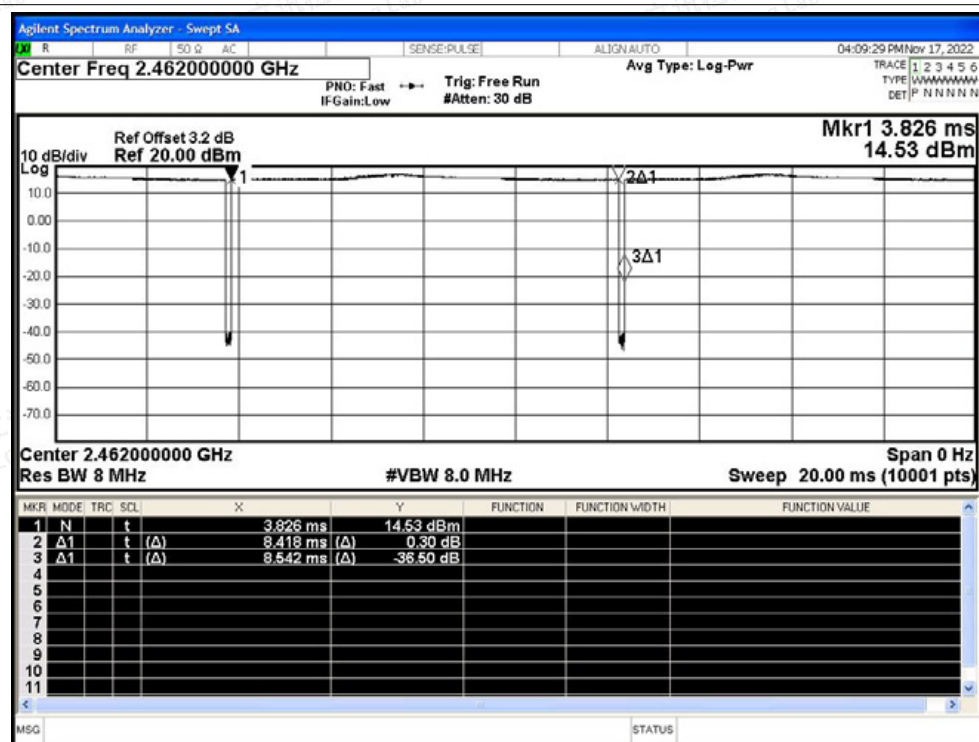 Agilent Spectrum Analyzer - Swept SA
R RF 50 Ω AC SENSE:PULSE ALIGNAUTO 04:09:29 PMNov 17, 2022
Center Freq 2.462000000 GHz
PNO: Fast
IFGain:Low
Trig: Free Run
#Atten: 30 dB
Avg Type: Log-Pwr
TRACE 1 2 3 4 5 6
TYPE WWWWWW
DET P N N N N N
Ref Offset 3.2 dB
10 dB/div Ref 20.00 dBm
Mkr1 3.826 ms
14.53 dBm
Log
1
2Δ1
3Δ1
10.0
0.00
-10.0
-20.0
-30.0
-40.0
-50.0
-60.0
-70.0
Center 2.462000000 GHz Span 0 Hz
Res BW 8 MHz #VBW 8.0 MHz Sweep 20.00 ms (10001 pts)
MKR MODE TRC SCL X Y FUNCTION FUNCTION WIDTH FUNCTION VALUE
1 N t 3.826 ms 14.53 dBm
2 Δ1 t (Δ) 8.418 ms (Δ) 0.30 dB
3 Δ1 t (Δ) 8.542 ms (Δ) -36.50 dB
4
5
6
7
8
9
10
11
MSG STATUS